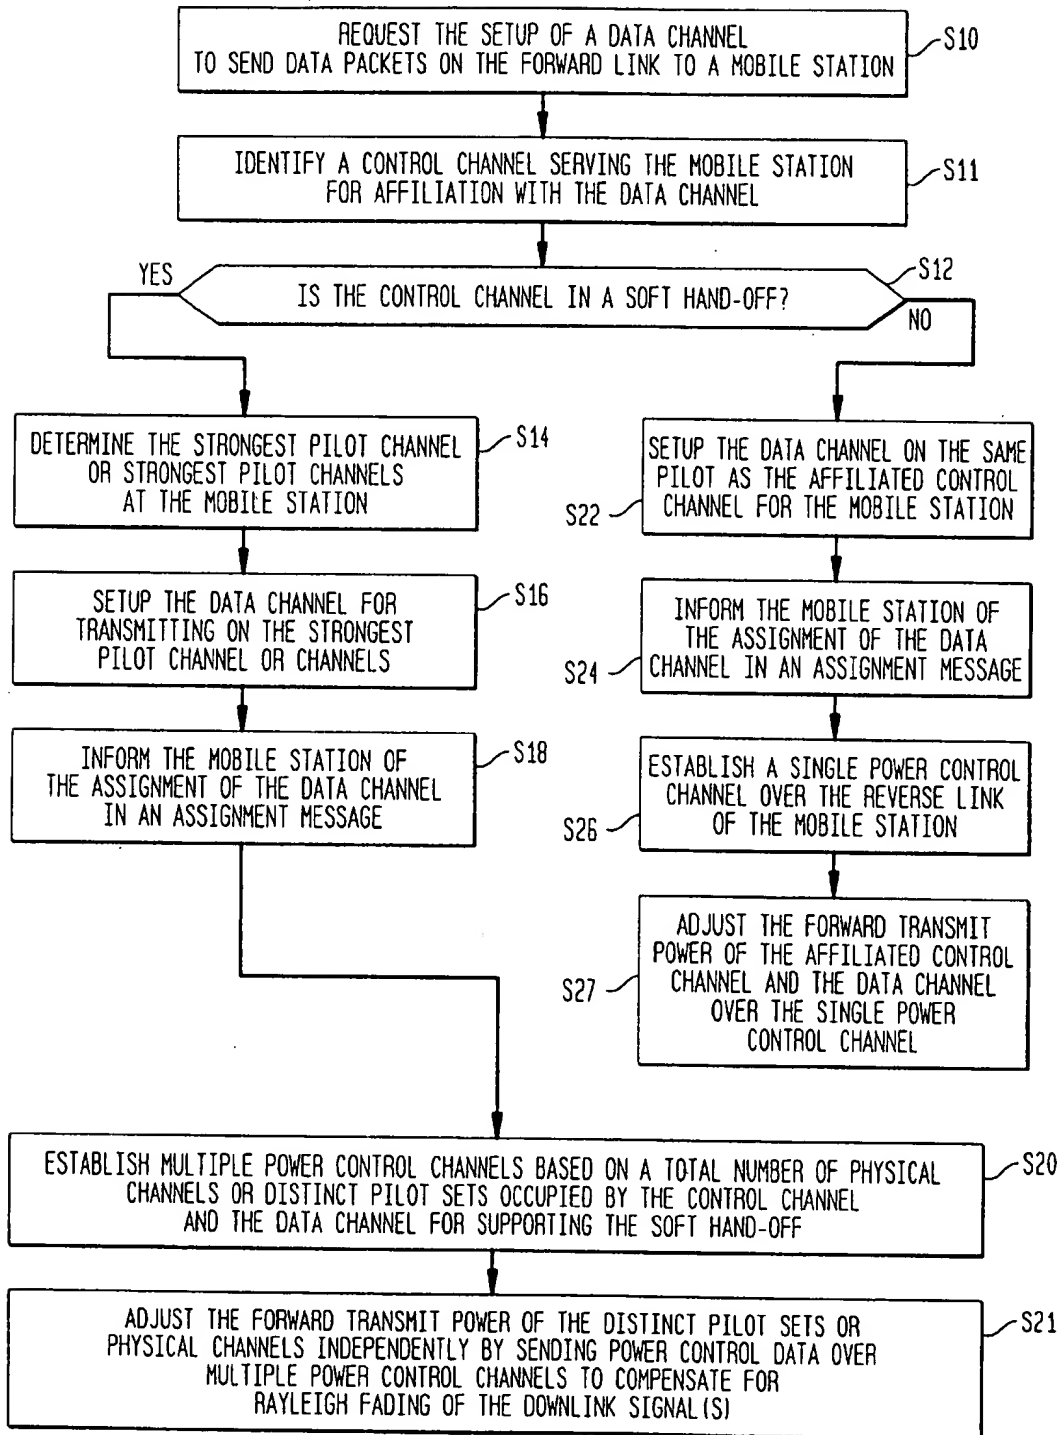 REQUEST THE SETUP OF A DATA CHANNEL
TO SEND DATA PACKETS ON THE FORWARD LINK TO A MOBILE STATION
S10
IDENTIFY A CONTROL CHANNEL SERVING THE MOBILE STATION
FOR AFFILIATION WITH THE DATA CHANNEL
S11
YES
IS THE CONTROL CHANNEL IN A SOFT HAND-OFF?
S12
NO
DETERMINE THE STRONGEST PILOT CHANNEL
OR STRONGEST PILOT CHANNELS
AT THE MOBILE STATION
S14
SETUP THE DATA CHANNEL FOR
TRANSMITTING ON THE STRONGEST
PILOT CHANNEL OR CHANNELS
S16
INFORM THE MOBILE STATION OF
THE ASSIGNMENT OF THE DATA CHANNEL
IN AN ASSIGNMENT MESSAGE
S18
SETUP THE DATA CHANNEL ON THE SAME
PILOT AS THE AFFILIATED CONTROL
CHANNEL FOR THE MOBILE STATION
S22
INFORM THE MOBILE STATION OF
THE ASSIGNMENT OF THE DATA
CHANNEL IN AN ASSIGNMENT MESSAGE
S24
ESTABLISH A SINGLE POWER CONTROL
CHANNEL OVER THE REVERSE LINK
OF THE MOBILE STATION
S26
ADJUST THE FORWARD TRANSMIT
POWER OF THE AFFILIATED CONTROL
CHANNEL AND THE DATA CHANNEL
OVER THE SINGLE POWER
CONTROL CHANNEL
S27
ESTABLISH MULTIPLE POWER CONTROL CHANNELS BASED ON A TOTAL NUMBER OF PHYSICAL
CHANNELS OR DISTINCT PILOT SETS OCCUPIED BY THE CONTROL CHANNEL
AND THE DATA CHANNEL FOR SUPPORTING THE SOFT HAND-OFF
S20
ADJUST THE FORWARD TRANSMIT POWER OF THE DISTINCT PILOT SETS OR
PHYSICAL CHANNELS INDEPENDENTLY BY SENDING POWER CONTROL DATA OVER
MULTIPLE POWER CONTROL CHANNELS TO COMPENSATE FOR
RAYLEIGH FADING OF THE DOWNLINK SIGNAL(S)
S21